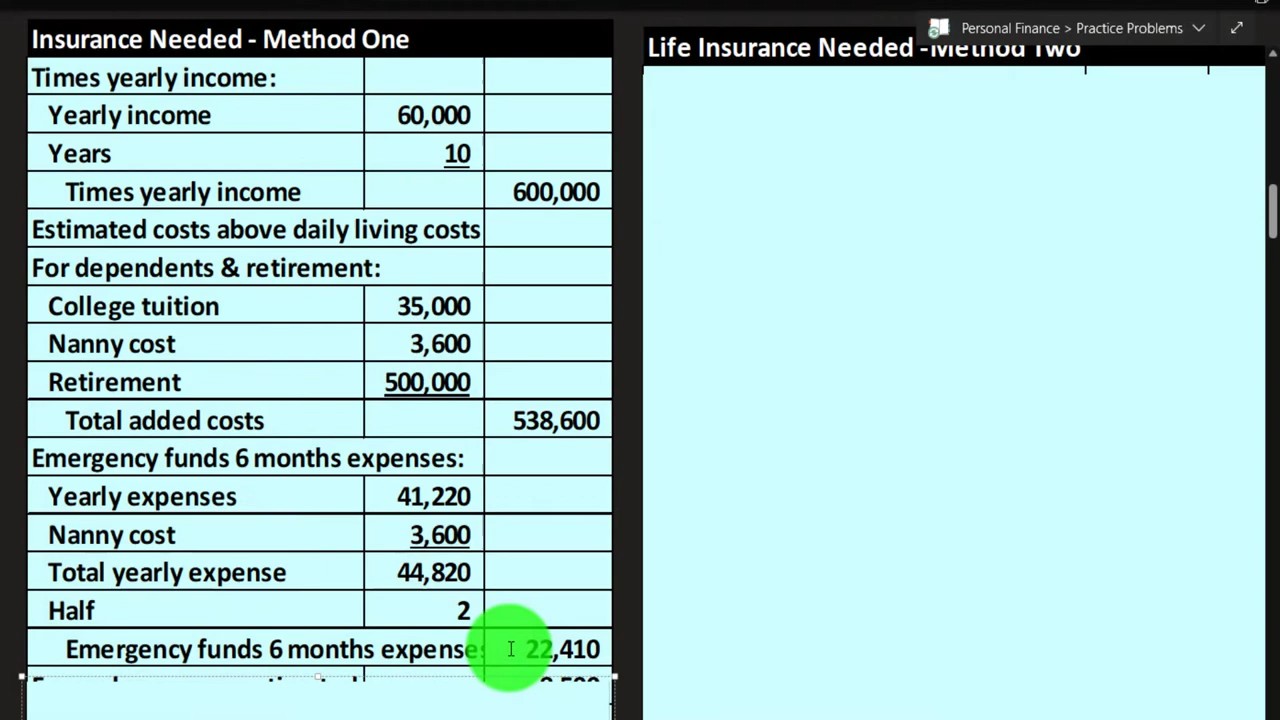 Personal Finance > Practice Problems
Insurance Needed - Method One
Times yearly income:
Yearly income 60,000
Years 10
Times yearly income 600,000
Estimated costs above daily living costs
For dependents & retirement:
College tuition 35,000
Nanny cost 3,600
Retirement 500,000
Total added costs 538,600
Emergency funds 6 months expenses:
Yearly expenses 41,220
Nanny cost 3,600
Total yearly expense 44,820
Half 2
Emergency funds 6 months expenses 22,410
Life Insurance Needed -Method Two